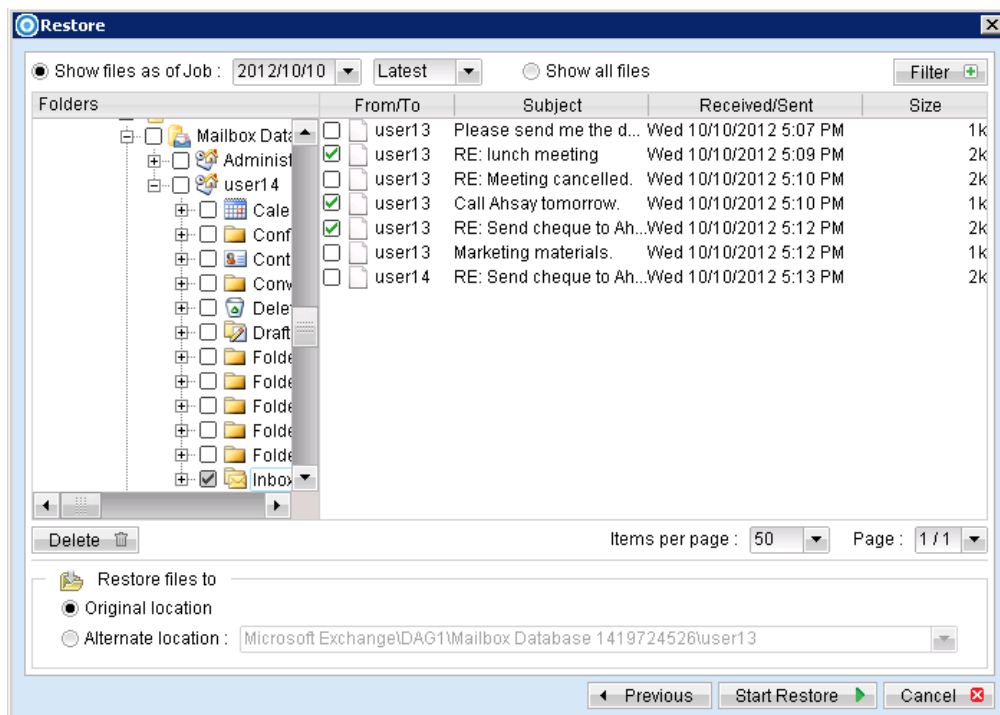 Restore
Show files as of Job : 2012/10/10 Latest Show all files Filter
Folders From/To Subject Received/Sent Size
Mailbox Data
Administ
user14
Cale
Conf
Cont
Conv
Delet
Draft
Folde
Folde
Folde
Folde
Folde
Inbox
user13 Please send me the d... Wed 10/10/2012 5:07 PM 1k
user13 RE: lunch meeting Wed 10/10/2012 5:09 PM 2k
user13 RE: Meeting cancelled. Wed 10/10/2012 5:10 PM 2k
user13 Call Ahsay tomorrow. Wed 10/10/2012 5:10 PM 1k
user13 RE: Send cheque to Ah... Wed 10/10/2012 5:12 PM 2k
user13 Marketing materials. Wed 10/10/2012 5:12 PM 1k
user14 RE: Send cheque to Ah... Wed 10/10/2012 5:13 PM 2k
Delete Items per page : 50 Page : 1 / 1
Restore files to
Original location
Alternate location : Microsoft Exchange\DAG1\Mailbox Database 1419724526\user13
Previous Start Restore Cancel